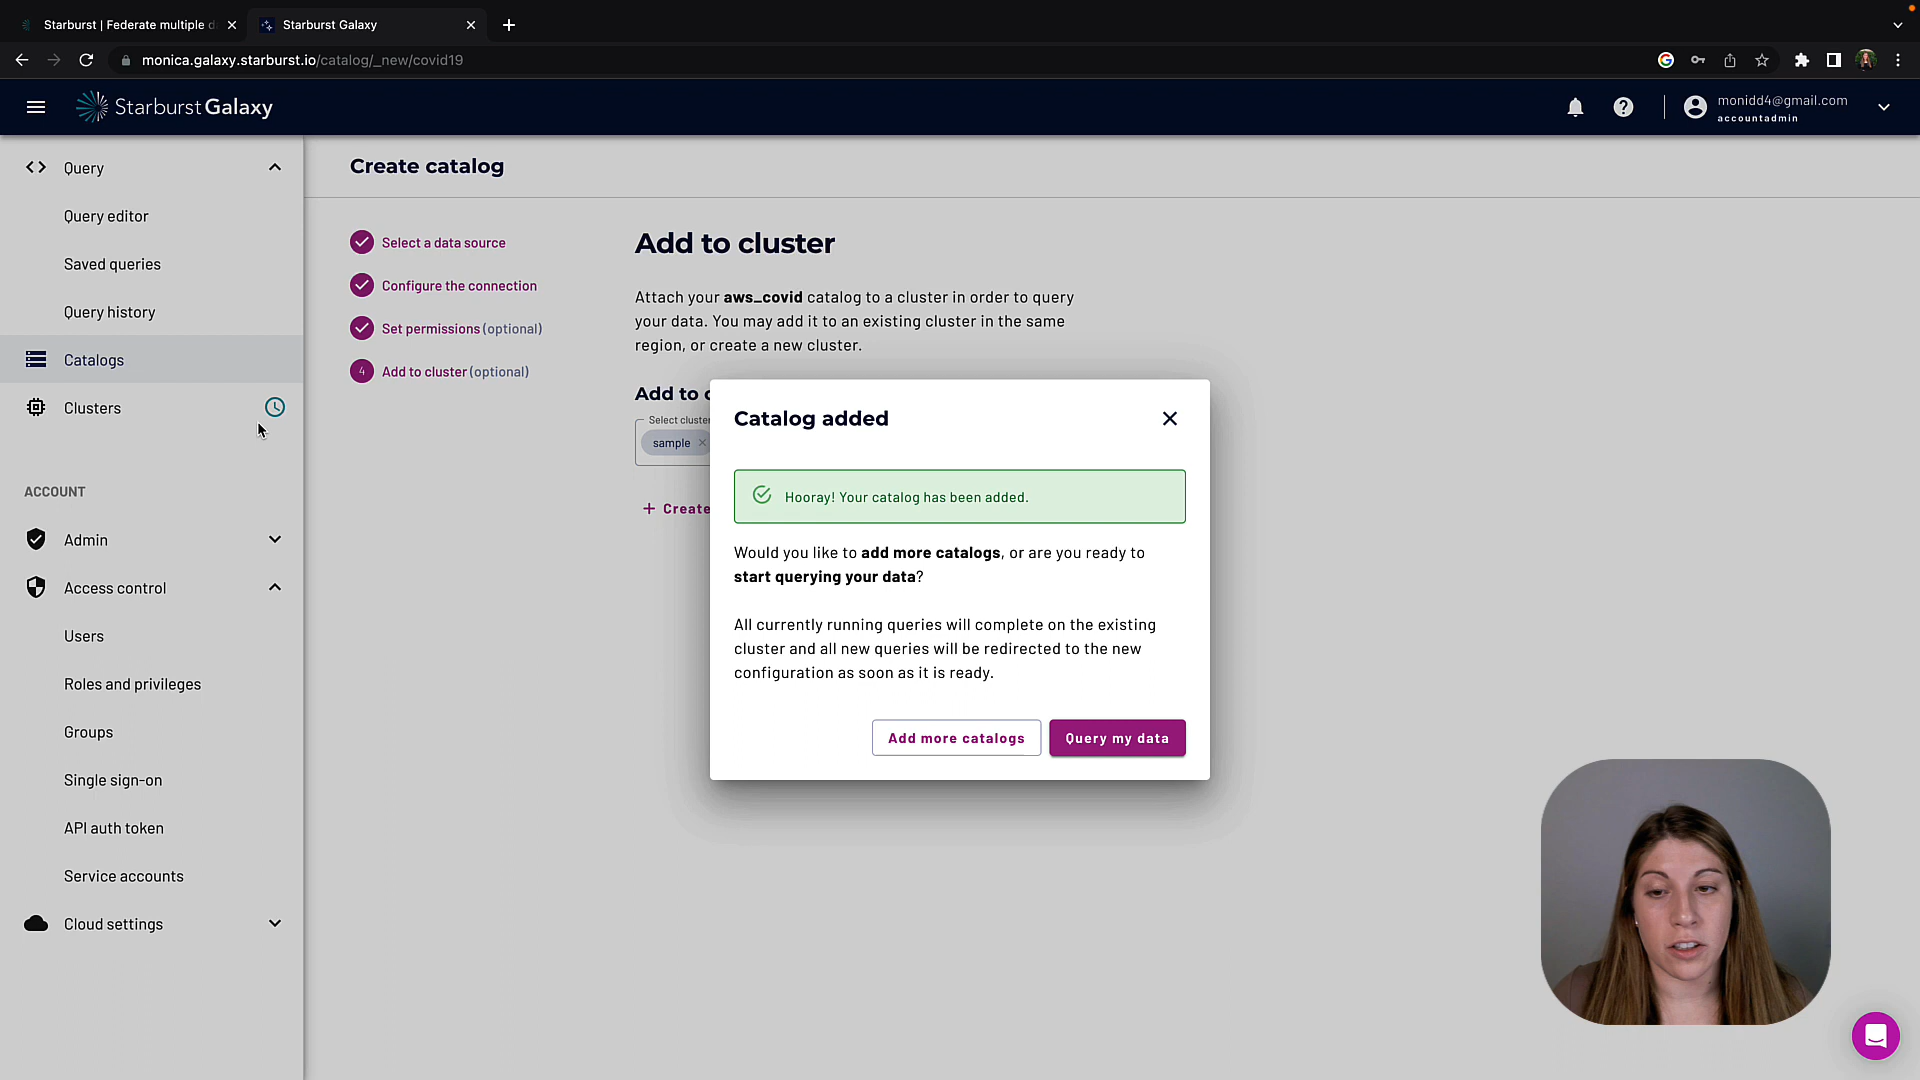 Starburst | Federate multiple d
Starburst Galaxy
monica.galaxy.starburst.io/catalog/_new/covid19
StarburstGalaxy
monidd4@gmail.com
accountadmin
Query
Query editor
Saved queries
Query history
Catalogs
Clusters
ACCOUNT
Admin
Access control
Users
Roles and privileges
Groups
Single sign-on
API auth token
Service accounts
Cloud settings
Create catalog
Select a data source
Configure the connection
Set permissions (optional)
4
Add to cluster (optional)
Add to cluster
Attach your aws_covid catalog to a cluster in order to query
your data. You may add it to an existing cluster in the same
region, or create a new cluster.
Add to
Select cluster
sample
+ Create
Catalog added
Hooray! Your catalog has been added.
Would you like to add more catalogs, or are you ready to
start querying your data?
All currently running queries will complete on the existing
cluster and all new queries will be redirected to the new
configuration as soon as it is ready.
Add more catalogs
Query my data